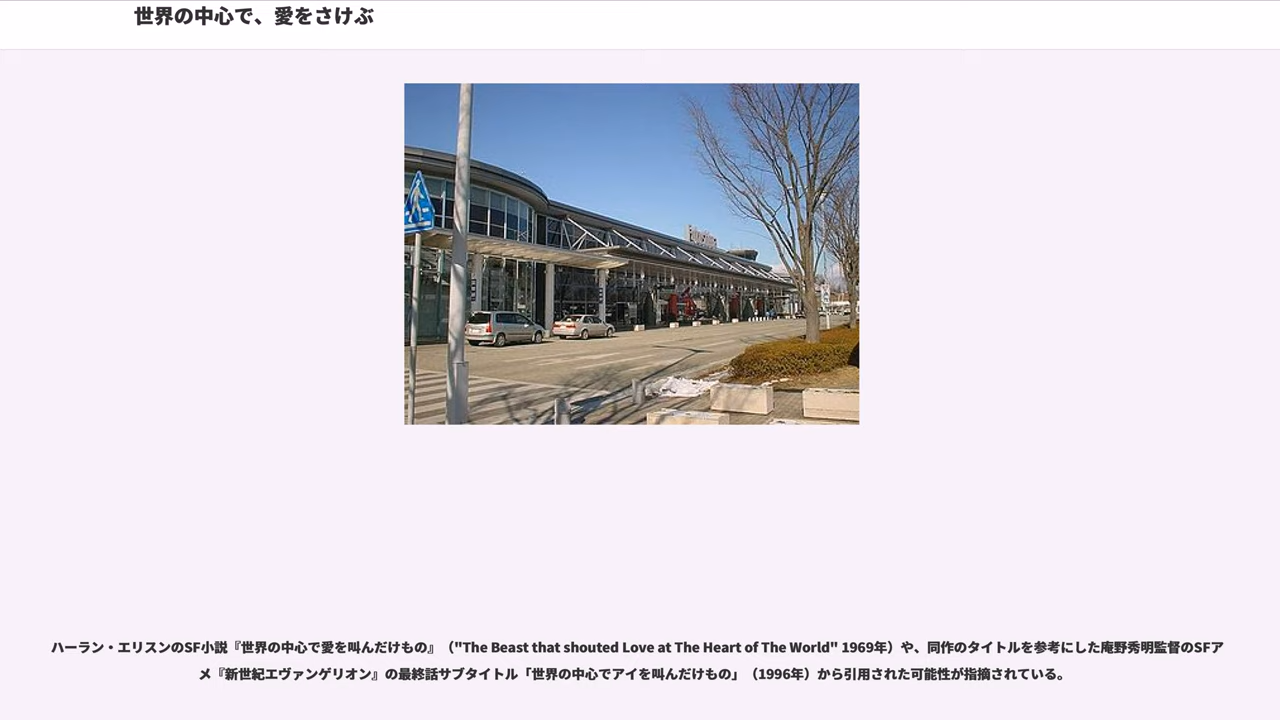 世界の中心で、愛をさけぶ
ハーラン・エリスンのSF小説『世界の中心で愛を叫んだけもの』（"The Beast that shouted Love at The Heart of The World" 1969年）や、同作のタイトルを参考にした庵野秀明監督のSFア
メ『新世紀エヴァンゲリオン』の最終話サブタイトル「世界の中心でアイを叫んだけもの」（1996年）から引用された可能性が指摘されている。